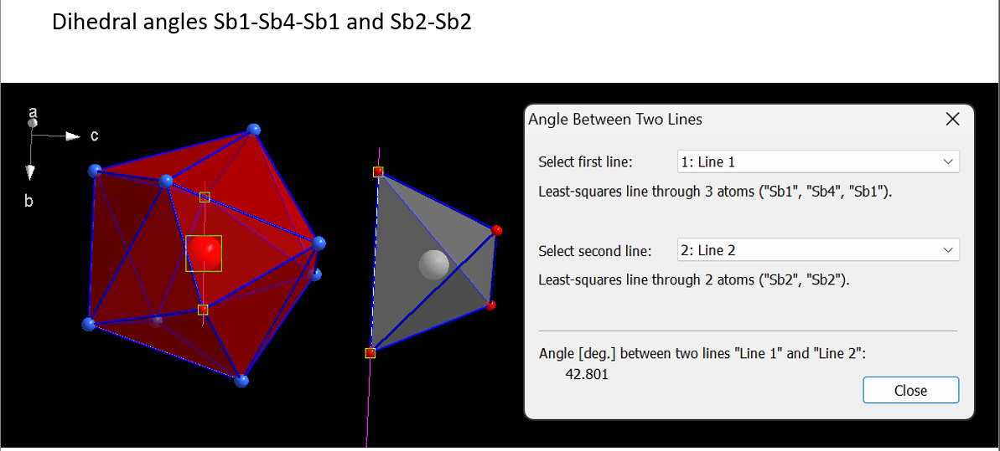 Dihedral angles Sb1-Sb4-Sb1 and Sb2-Sb2
a
c
b
Angle Between Two Lines
Select first line: 1: Line 1
Least-squares line through 3 atoms ("Sb1", "Sb4", "Sb1").
Select second line: 2: Line 2
Least-squares line through 2 atoms ("Sb2", "Sb2").
Angle [deg.] between two lines "Line 1" and "Line 2":
42.801
Close